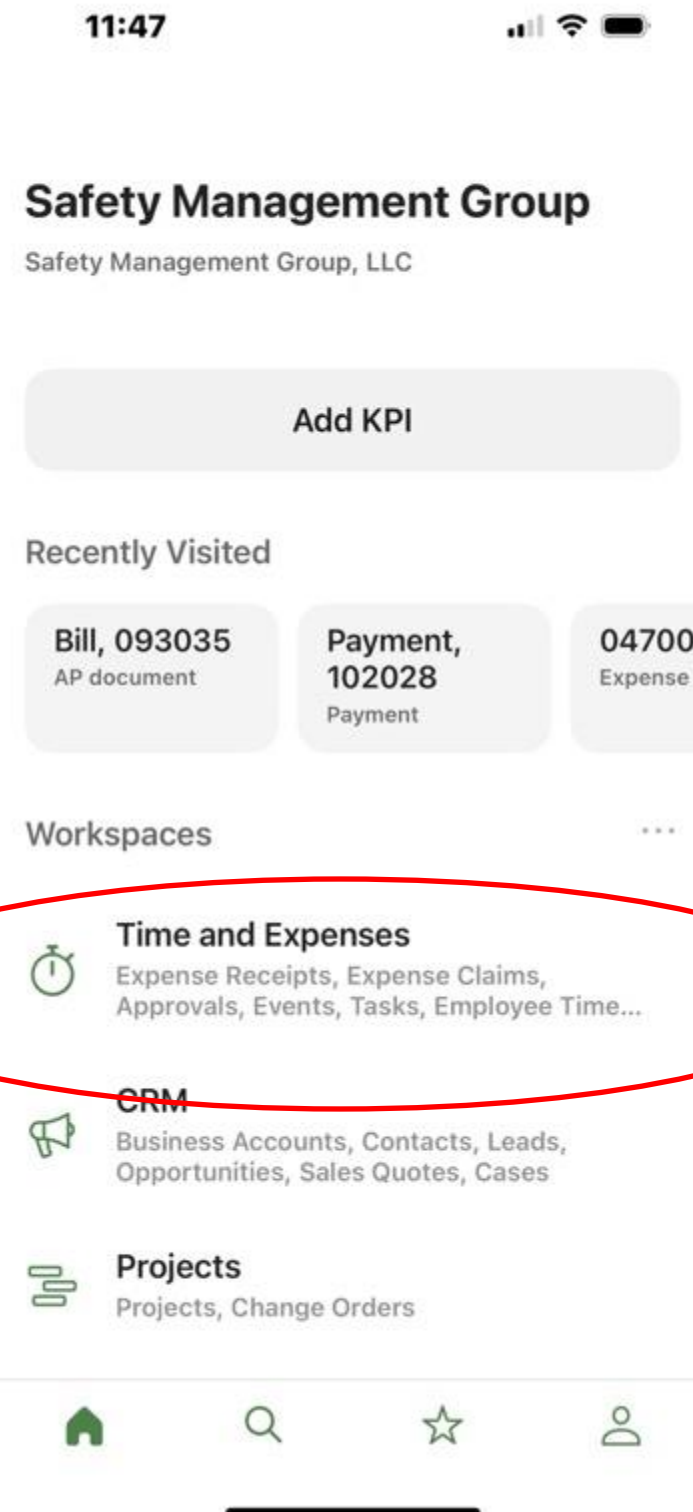 11:47
Safety Management Group
Safety Management Group, LLC
Add KPI
Recently Visited
Bill, 093035
AP document
Payment,
102028
Payment
04700
Expense
Workspaces
Time and Expenses
Expense Receipts, Expense Claims,
Approvals, Events, Tasks, Employee Time...
CRM
Business Accounts, Contacts, Leads,
Opportunities, Sales Quotes, Cases
Projects
Projects, Change Orders